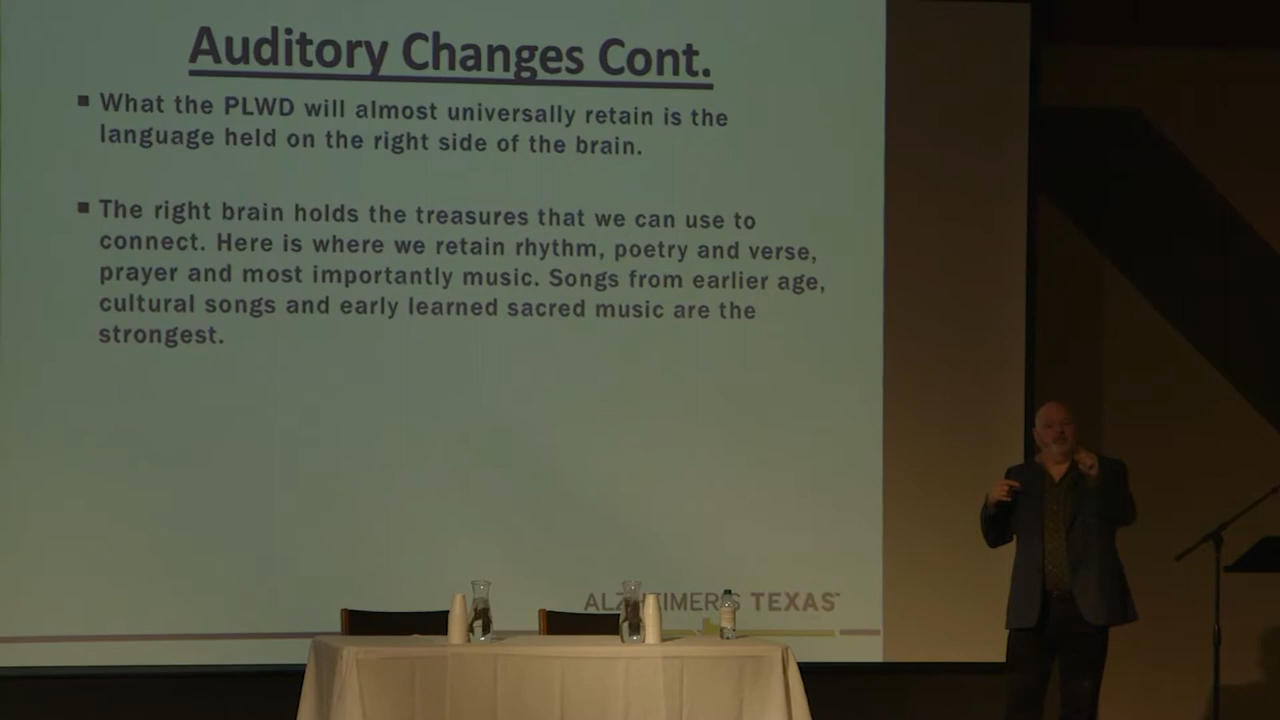 Auditory Changes Cont.
▪ What the PLWD will almost universally retain is the
language held on the right side of the brain.
▪ The right brain holds the treasures that we can use to
connect. Here is where we retain rhythm, poetry and verse,
prayer and most importantly music. Songs from earlier age,
cultural songs and early learned sacred music are the
strongest.
TEXAS™